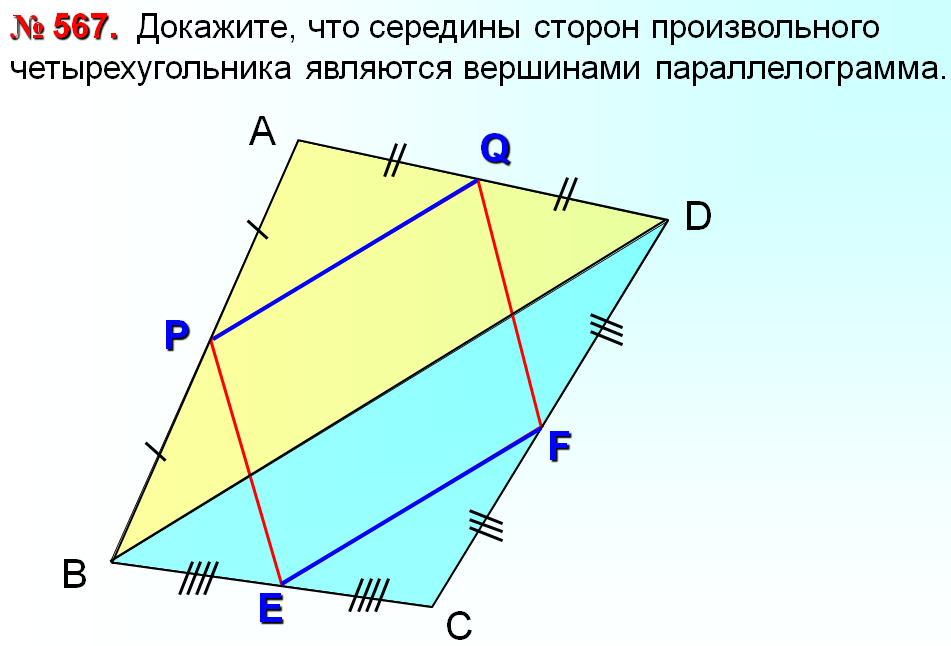 № 567. Докажите, что середины сторон произвольного
четырехугольника являются вершинами параллелограмма.
A
Q
D
P
F
B
E
C